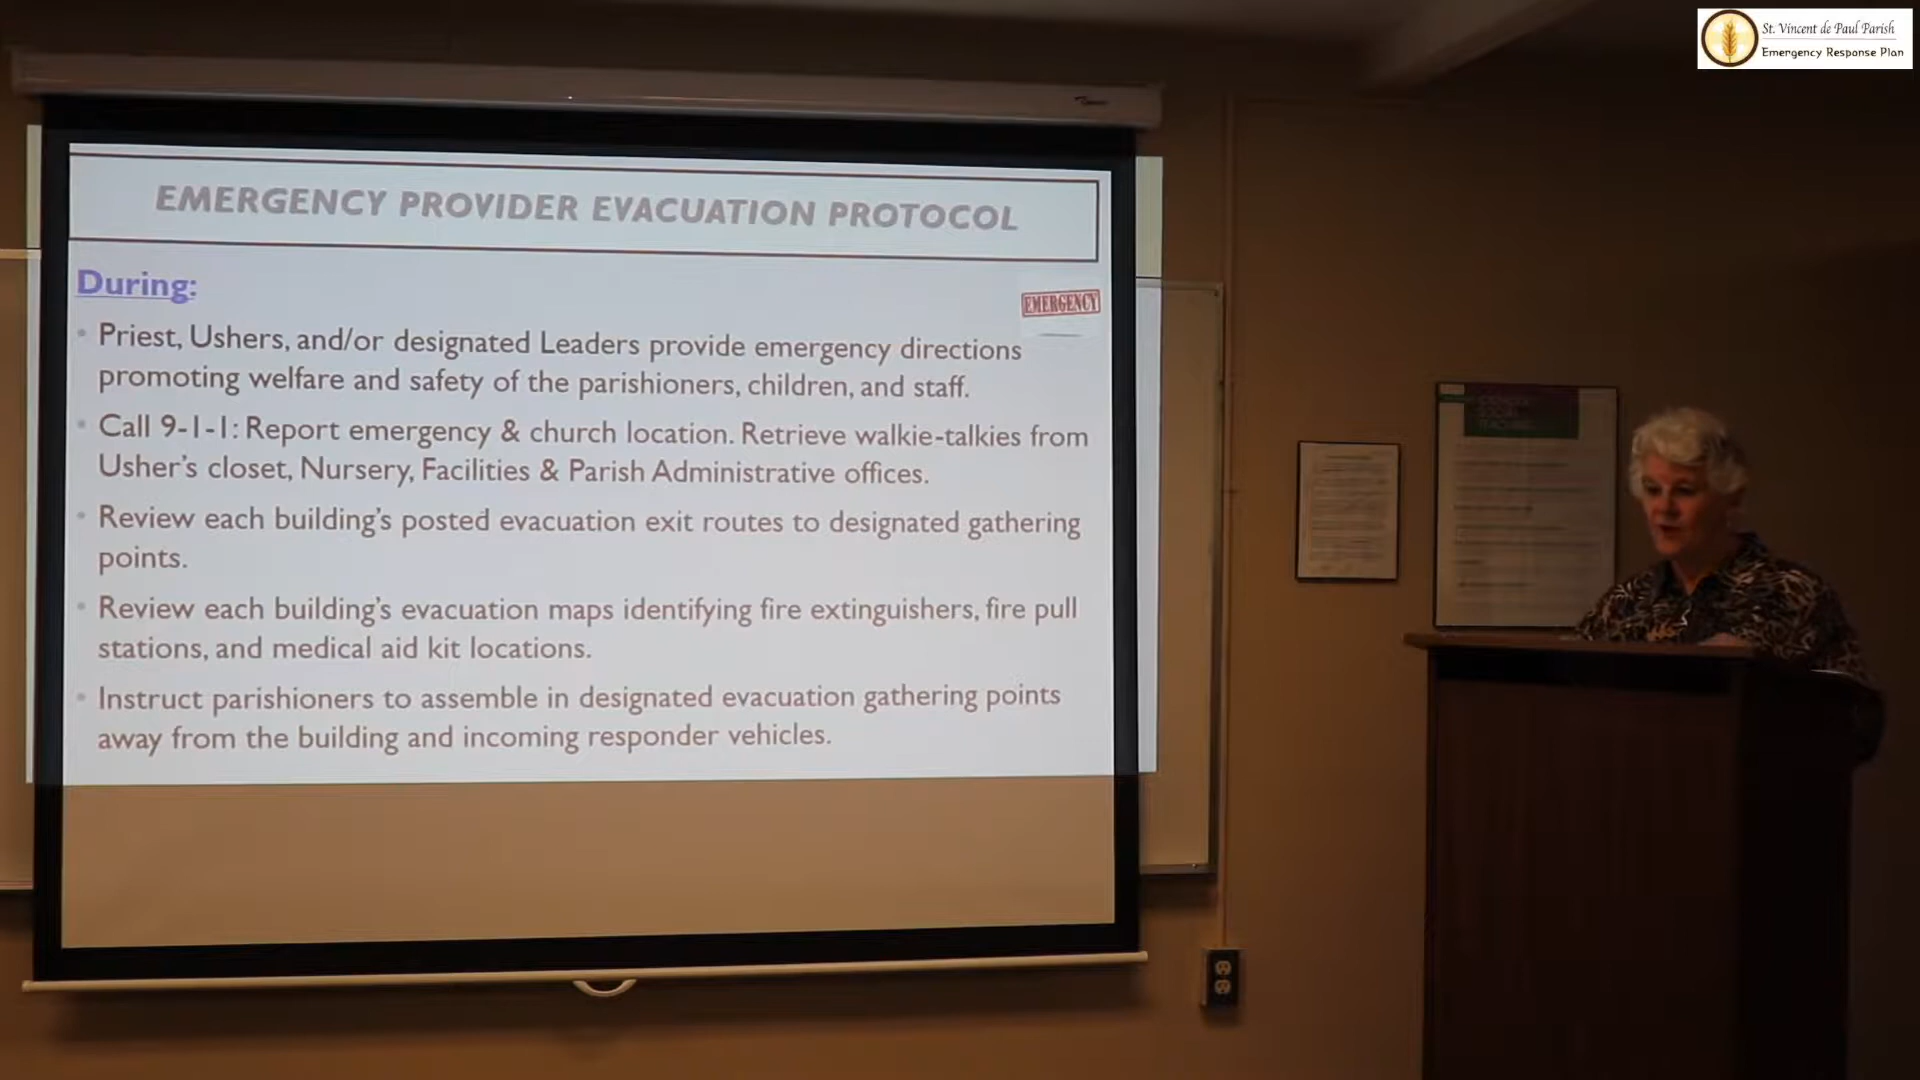 St. Vincent de Paul Parish
Emergency Response Plan
EMERGENCY PROVIDER EVACUATION PROTOCOL
During:
EMERGENCY
• Priest, Ushers, and/or designated Leaders provide emergency directions
promoting welfare and safety of the parishioners, children, and staff.
• Call 9-1-1: Report emergency & church location. Retrieve walkie-talkies from
Usher's closet, Nursery, Facilities & Parish Administrative offices.
• Review each building's posted evacuation exit routes to designated gathering
points.
• Review each building's evacuation maps identifying fire extinguishers, fire pull
stations, and medical aid kit locations.
• Instruct parishioners to assemble in designated evacuation gathering points
away from the building and incoming responder vehicles.